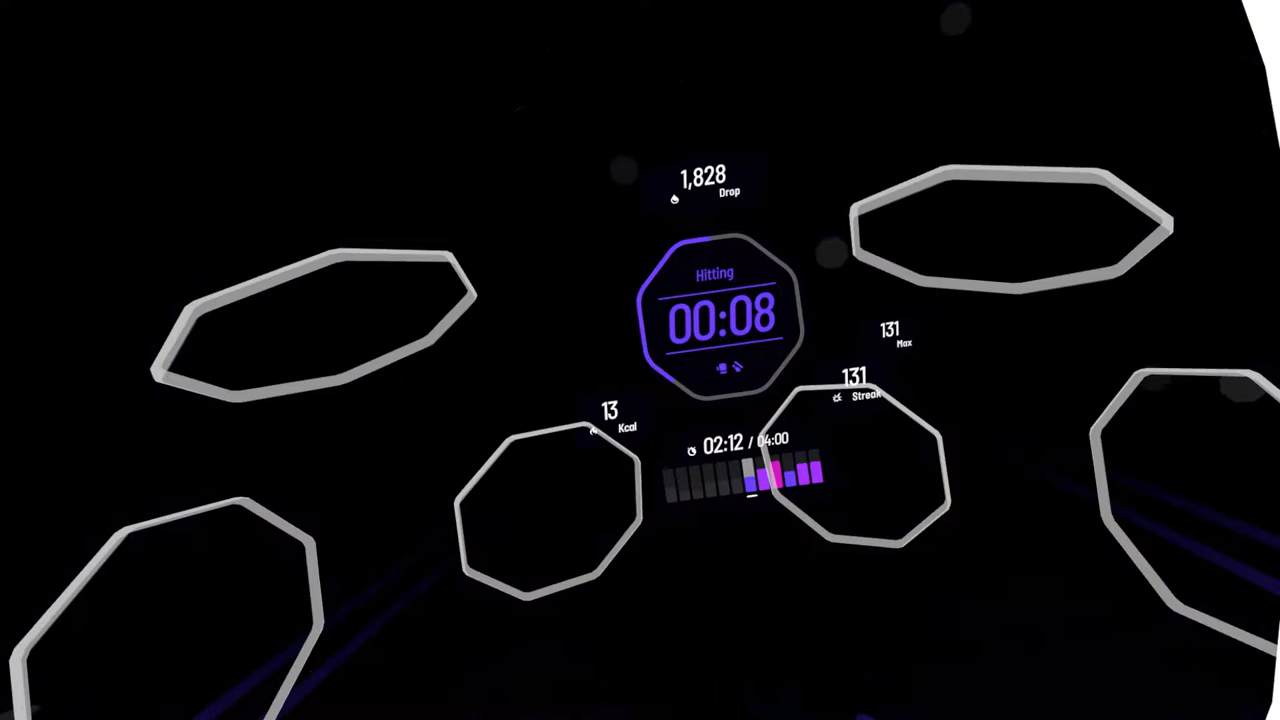 1,828
Drop
Hitting
00:08
131
Max
131
Streak
13
Kcal
02:12 / 04:00